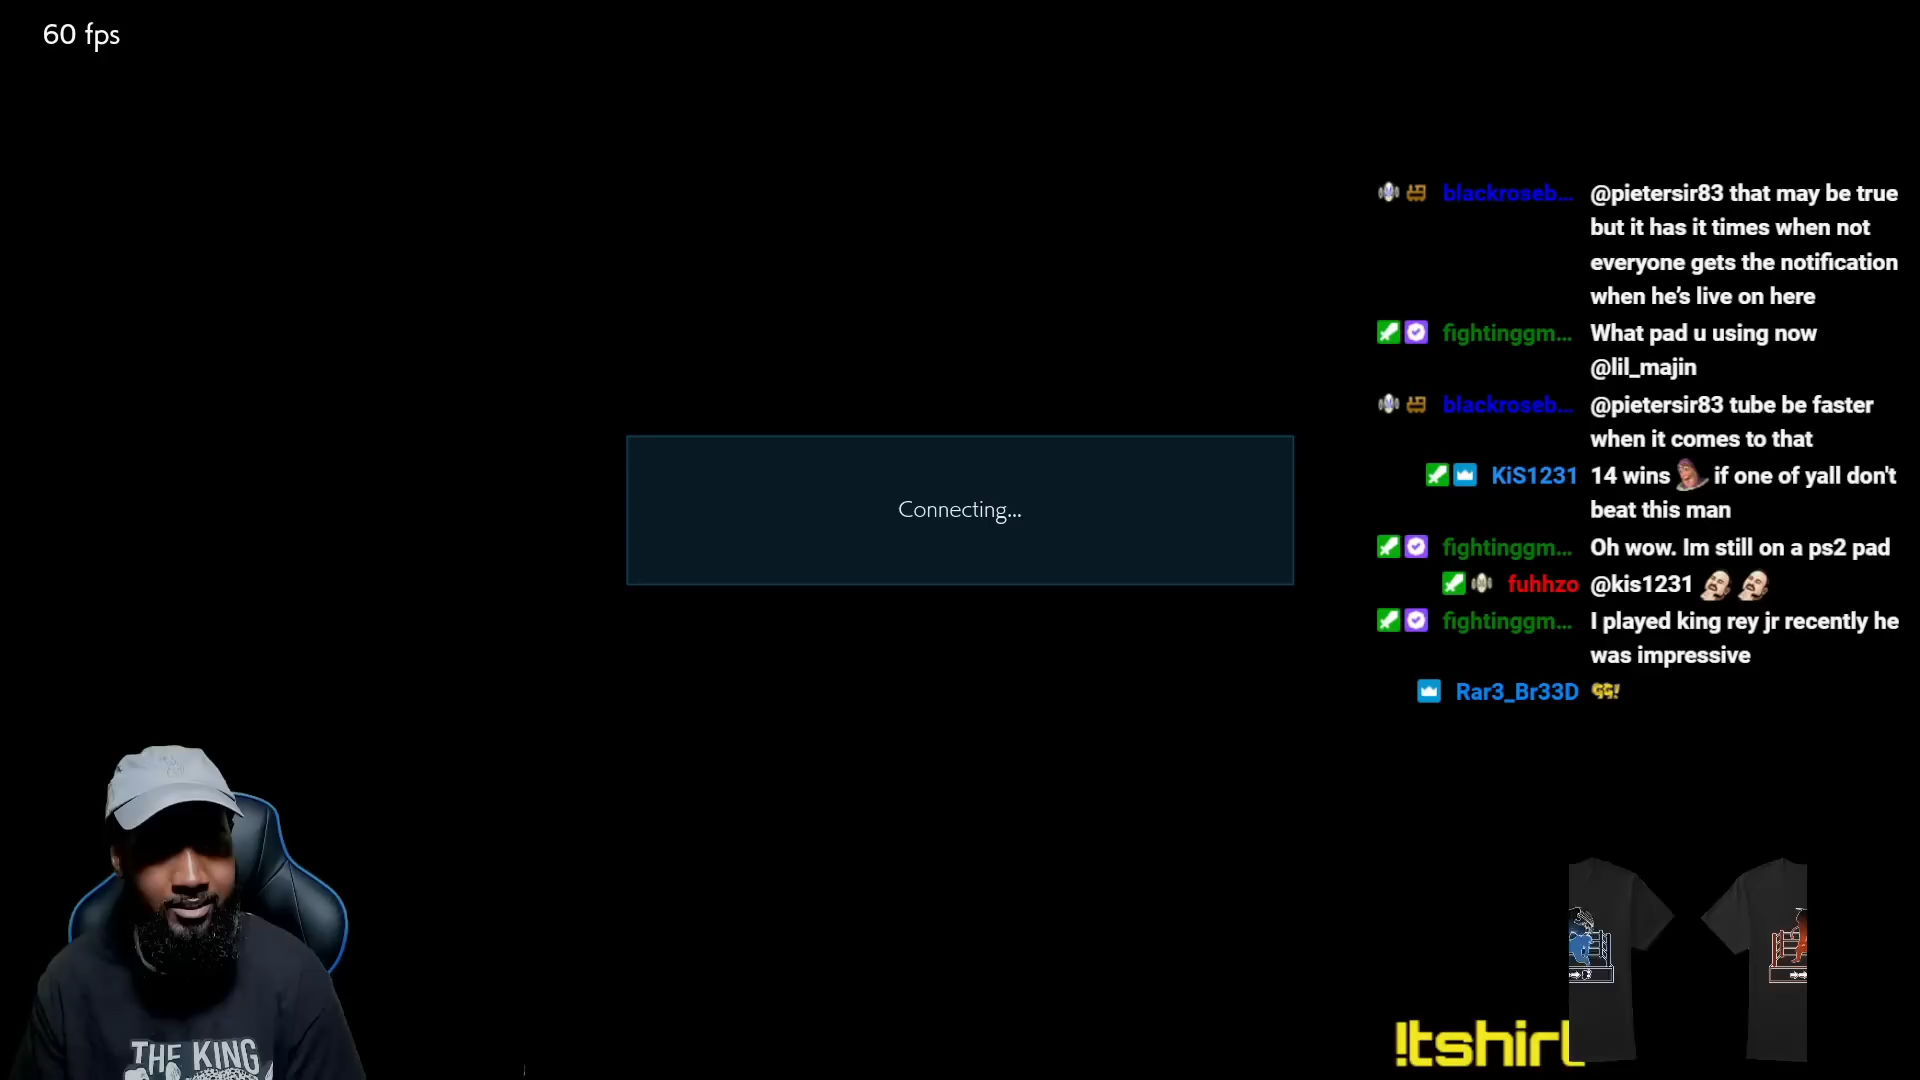 60 fps
blackroseb... @pietersir83 that may be true
but it has it times when not
everyone gets the notification
when he's live on here
fightinggm... What pad u using now
@lil_majin
blackroseb... @pietersir83 tube be faster
when it comes to that
KiS1231 14 wins if one of yall don't
beat this man
Connecting...
fightinggm... Oh wow. Im still on a ps2 pad
fuhhzo @kis1231
fightinggm... I played king rey jr recently he
was impressive
Rar3_Br33D GG!
THE KING
!tshirt